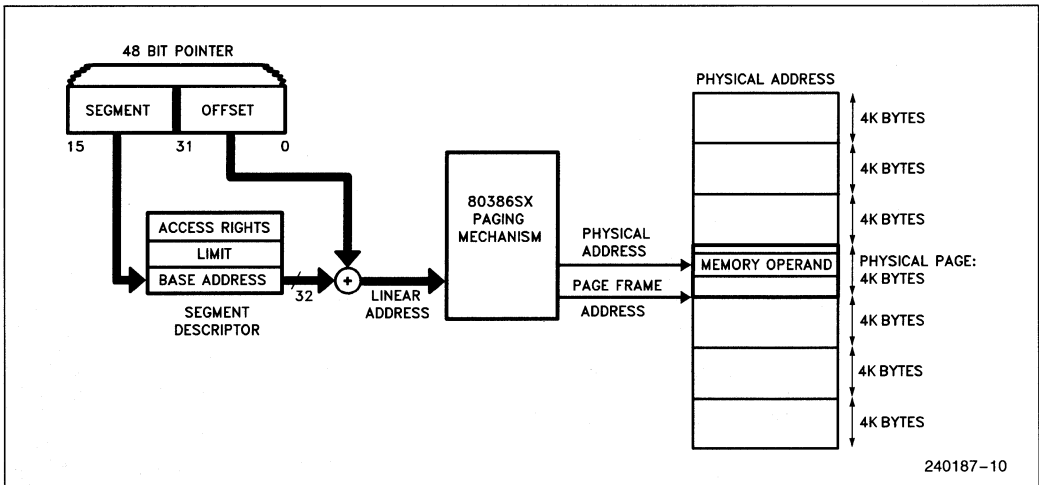 48 BIT POINTER
SEGMENT OFFSET
15 31 0
ACCESS RIGHTS
LIMIT
BASE ADDRESS
32
SEGMENT
DESCRIPTOR
+
LINEAR
ADDRESS
80386SX
PAGING
MECHANISM
PHYSICAL
ADDRESS
PAGE FRAME
ADDRESS
PHYSICAL ADDRESS
MEMORY OPERAND
4K BYTES
4K BYTES
4K BYTES
PHYSICAL PAGE:
4K BYTES
4K BYTES
4K BYTES
4K BYTES
240187-10